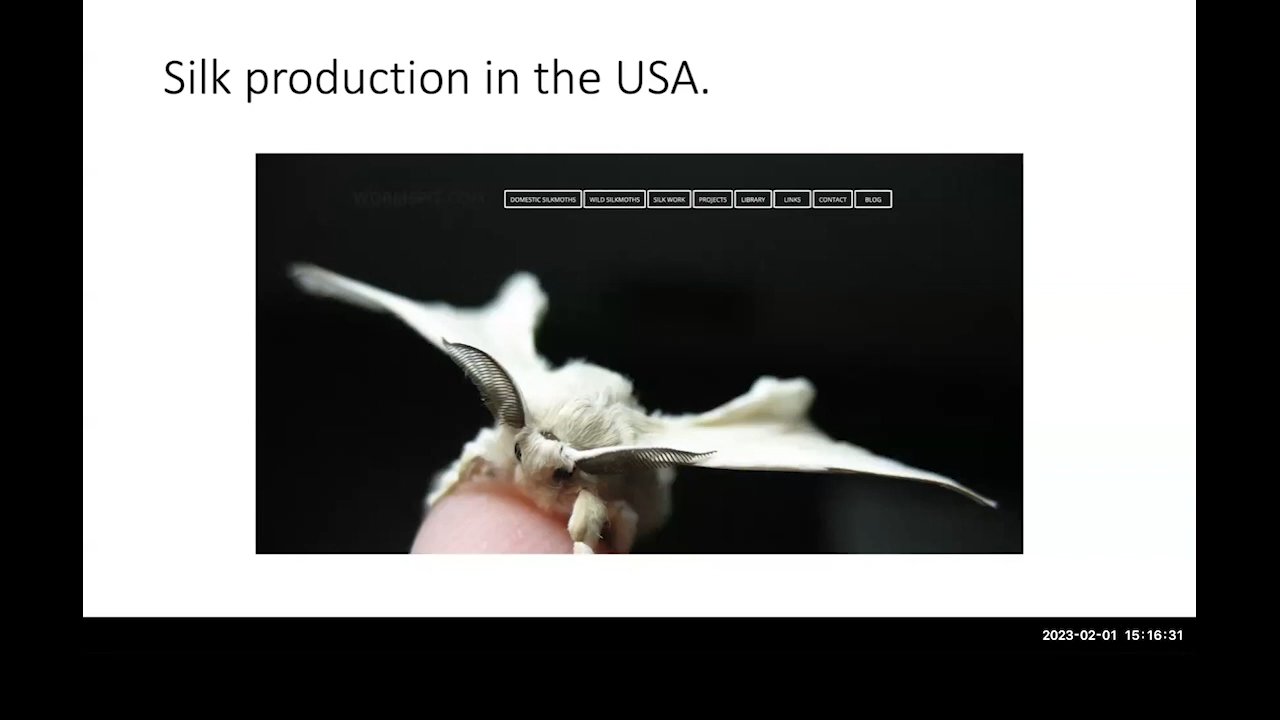 Silk production in the USA.
DOMESTIC SILKMOTHS WILD SILKMOTHS SILK WORK PROJECTS LIBRARY LINKS CONTACT BLOG
2023-02-01 15:16:31